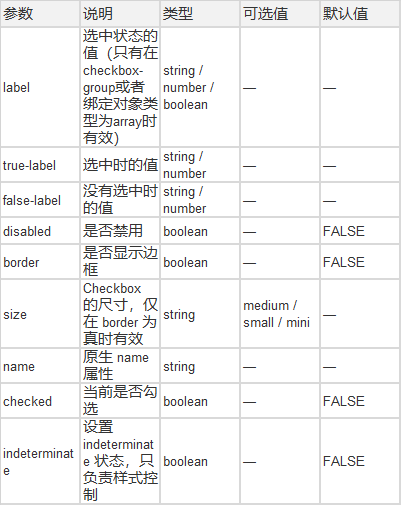 参数 说明 类型 可选值 默认值
label 选中状态的值（只有在checkbox-group或者绑定对象类型为array时有效） string / number / boolean — —
true-label 选中时的值 string / number — —
false-label 没有选中时的值 string / number — —
disabled 是否禁用 boolean — FALSE
border 是否显示边框 boolean — FALSE
size Checkbox 的尺寸，仅在 border 为真时有效 string medium / small / mini —
name 原生 name 属性 string — —
checked 当前是否勾选 boolean — FALSE
indeterminate 设置 indeterminate 状态，只负责样式控制 boolean — FALSE